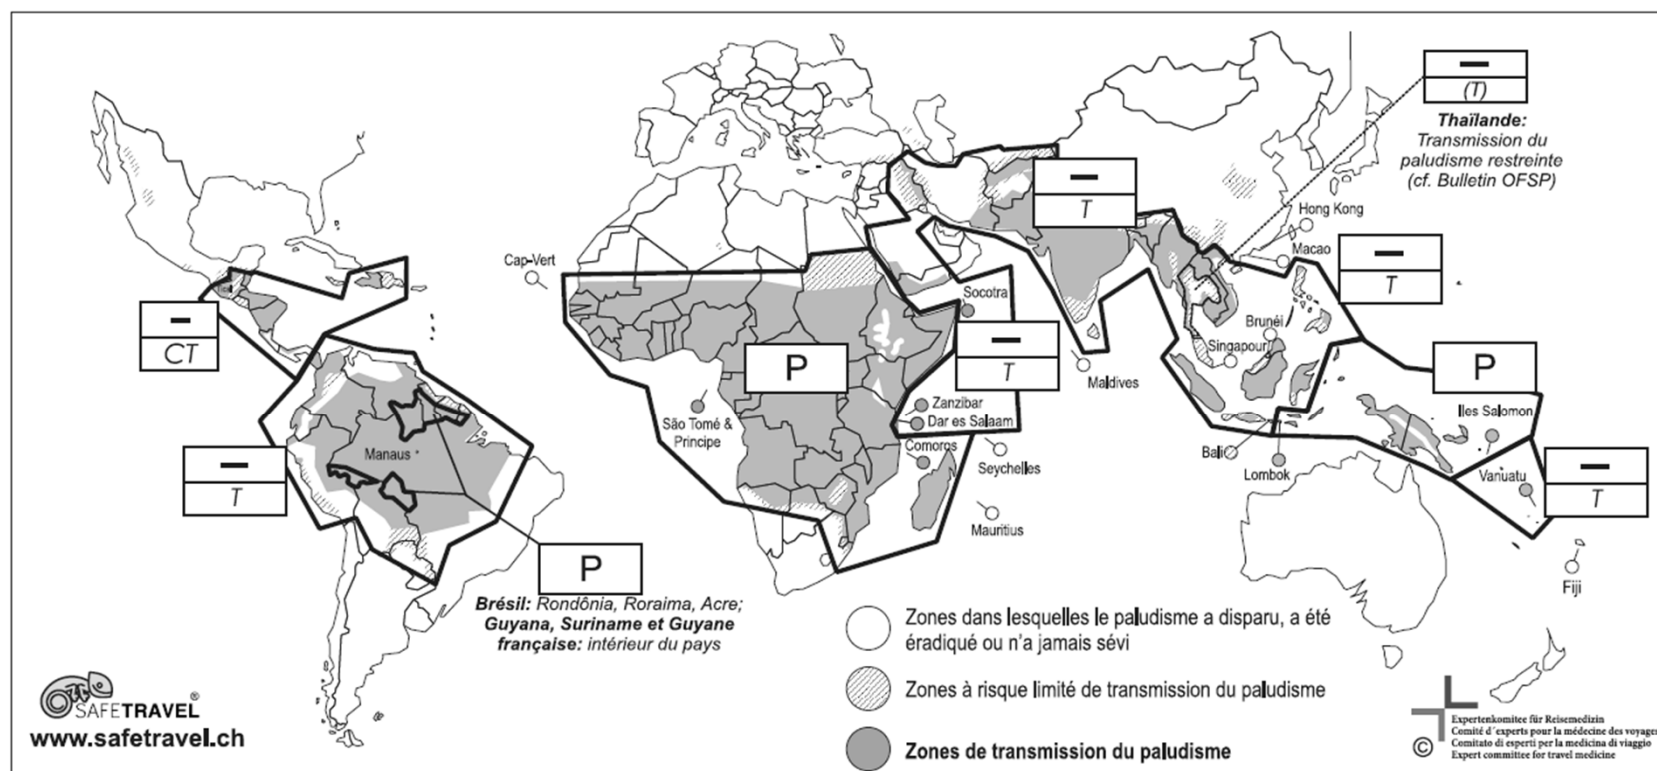 —
(T)
Thaïlande:
Transmission du
paludisme restreinte
(cf. Bulletin OFSP)
—
T
Hong Kong
Macao
Cap-Vert
—
T
Socotra
—
CT
Brunéi
Singapour
—
T
P
P
Maldives
Zanzibar
Dar es Salaam
São Tomé &
Principe
Iles Salomon
Manaus
Comoros
Seychelles
Bali
Lombok
Vanuatu
—
T
—
T
Mauritius
P
Fiji
Brésil: Rondônia, Roraima, Acre;
Guyana, Suriname et Guyane
française: intérieur du pays
Zones dans lesquelles le paludisme a disparu, a été
éradiqué ou n'a jamais sévi
Zones à risque limité de transmission du paludisme
Zones de transmission du paludisme
SAFETRAVEL®
www.safetravel.ch
©
Expertenkomitee für Reisemedizin
Comité d'experts pour la médecine des voyages
Comitato di esperti per la medicina di viaggio
Expert committee for travel medicine